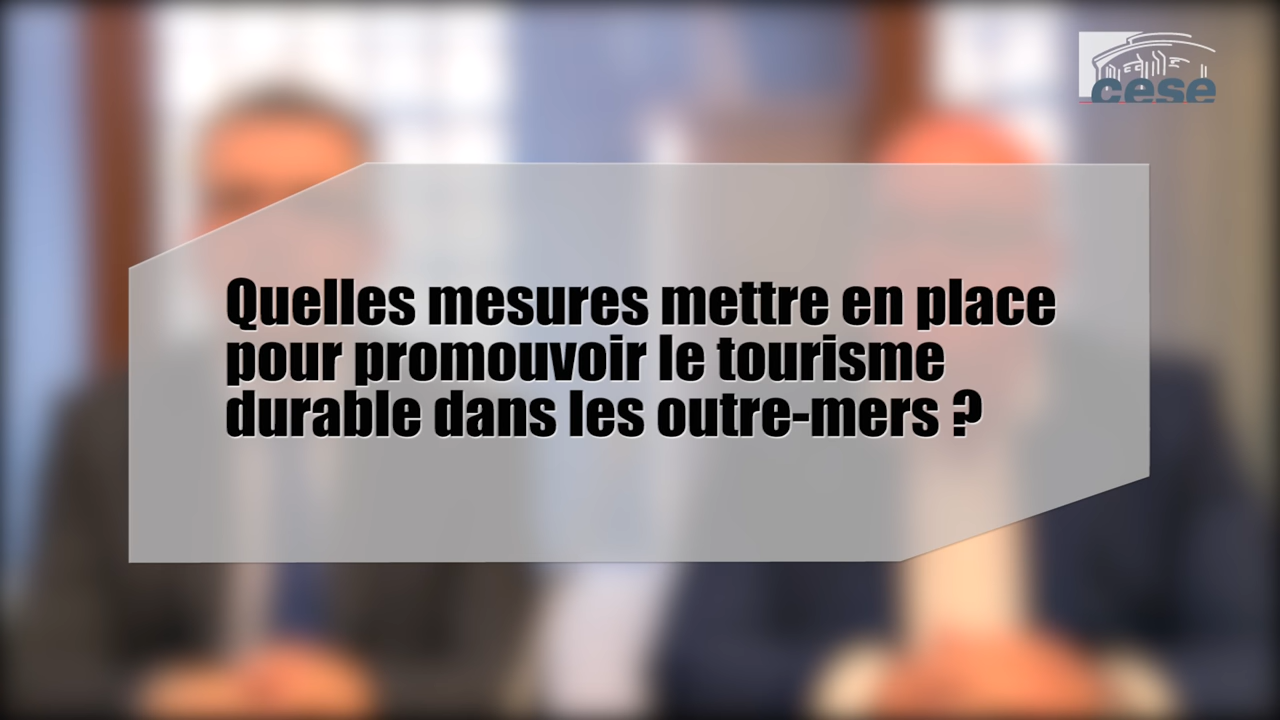 cese
Quelles mesures mettre en place
pour promouvoir le tourisme
durable dans les outre-mers ?